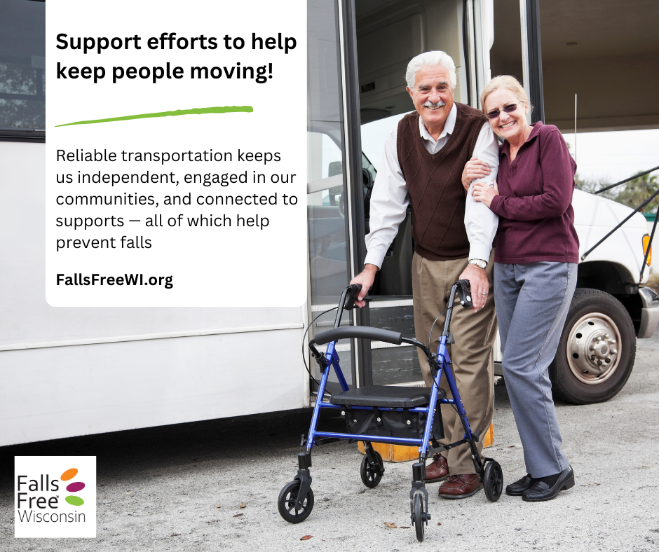 Support efforts to help
keep people moving!
Reliable transportation keeps
us independent, engaged in our
communities, and connected to
supports — all of which help
prevent falls
FallsFreeWI.org
Falls
Free®
Wisconsin